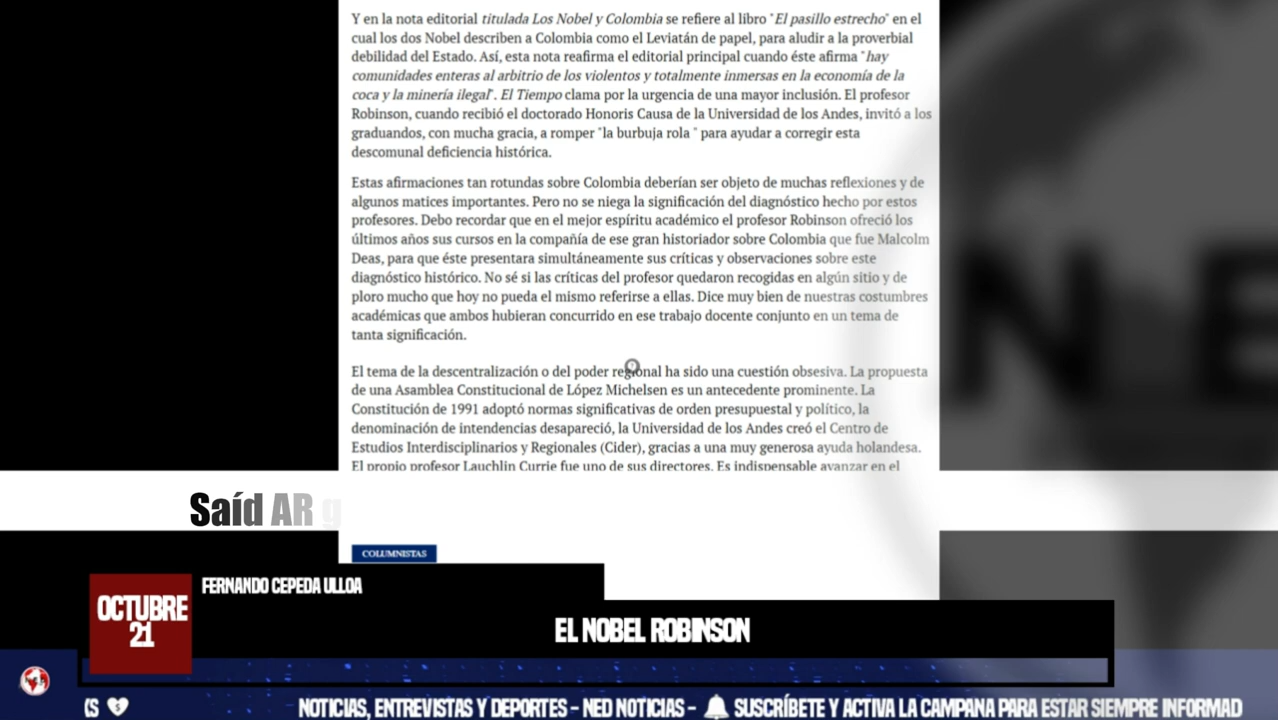 Y en la nota editorial titulada Los Nobel y Colombia se refiere al libro "El pasillo estrecho" en el
cual los dos Nobel describen a Colombia como el Leviatán de papel, para aludir a la proverbial
debilidad del Estado. Así, esta nota reafirma el editorial principal cuando éste afirma "hay
comunidades enteras al arbitrio de los violentos y totalmente inmersas en la economía de la
coca y la minería ilegal". El Tiempo clama por la urgencia de una mayor inclusión. El profesor
Robinson, cuando recibió el doctorado Honoris Causa de la Universidad de los Andes, invitó a los
graduandos, con mucha gracia, a romper "la burbuja rola " para ayudar a corregir esta
descomunal deficiencia histórica.
Estas afirmaciones tan rotundas sobre Colombia deberían ser objeto de muchas reflexiones y de
algunos matices importantes. Pero no se niega la significación del diagnóstico hecho por estos
profesores. Debo recordar que en el mejor espíritu académico el profesor Robinson ofreció los
últimos años sus cursos en la compañía de ese gran historiador sobre Colombia que fue Malcolm
Deas, para que éste presentara simultáneamente sus críticas y observaciones sobre este
diagnóstico histórico. No sé si las críticas del profesor quedaron recogidas en algún sitio y de
ploro mucho que hoy no pueda el mismo referirse a ellas. Dice muy bien de nuestras costumbres
académicas que ambos hubieran concurrido en ese trabajo docente conjunto en un tema de
tanta significación.
El tema de la descentralización o del poder regional ha sido una cuestión obsesiva. La propuesta
de una Asamblea Constitucional de López Michelsen es un antecedente prominente. La
Constitución de 1991 adoptó normas significativas de orden presupuestal y político, la
denominación de intendencias desapareció, la Universidad de los Andes creó el Centro de
Estudios Interdisciplinarios y Regionales (Cider), gracias a una muy generosa ayuda holandesa.
El propio profesor Lauchlin Currie fue uno de sus directores. Es indispensable avanzar en el
N E
Saíd AR g
COLUMNISTAS
FERNANDO CEPEDA ULLOA
OCTUBRE
21
EL NOBEL ROBINSON
CS NOTICIAS, ENTREVISTAS Y DEPORTES - NED NOTICIAS - SUSCRÍBETE Y ACTIVA LA CAMPANA PARA ESTAR SIEMPRE INFORMAD